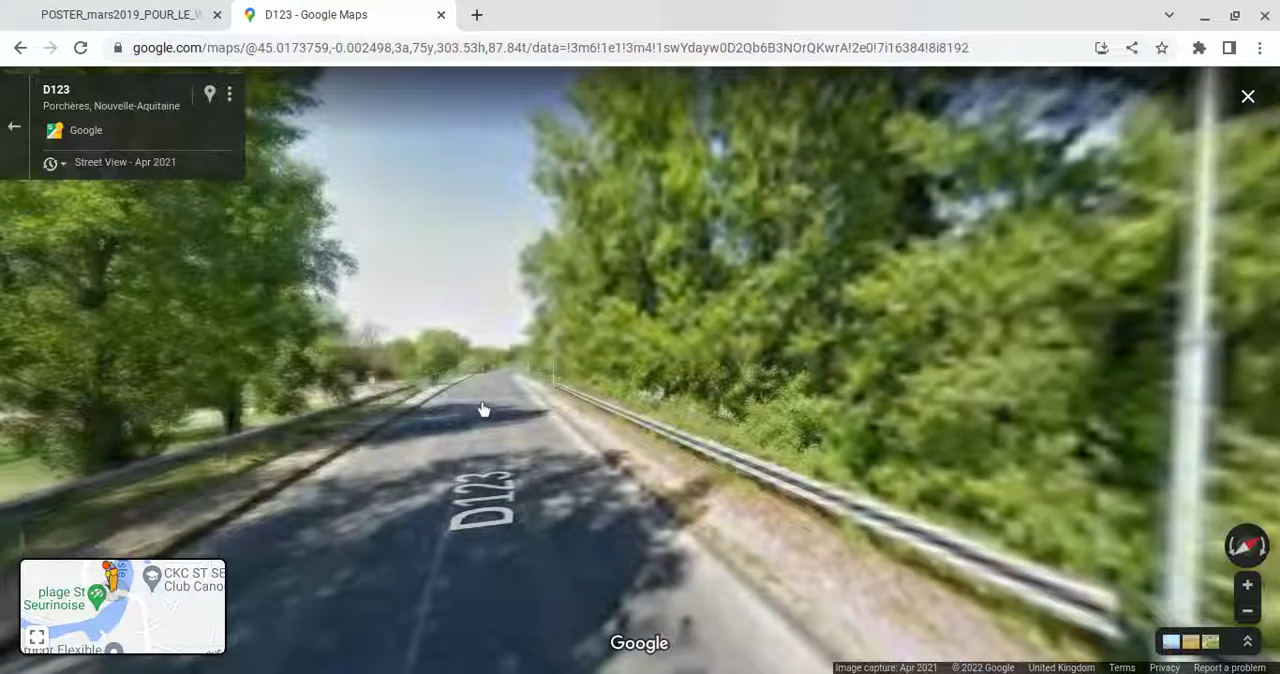 POSTER_mars2019_POUR_LE_
D123 - Google Maps
google.com/maps/@45.0173759,-0.002498,3a,75y,303.53h,87.84t/data=!3m6!1e1!3m4!1swYdayw0D2Qb6B3NOrQKwrA!2e0!7i16384!8i8192
D123
Porchères, Nouvelle-Aquitaine
Google
Street View - Apr 2021
D123
plage St
Seurinoise
CKC ST SE
Club Cano
Flexible
Google
Image capture: Apr 2021 © 2022 Google United Kingdom Terms Privacy Report a problem